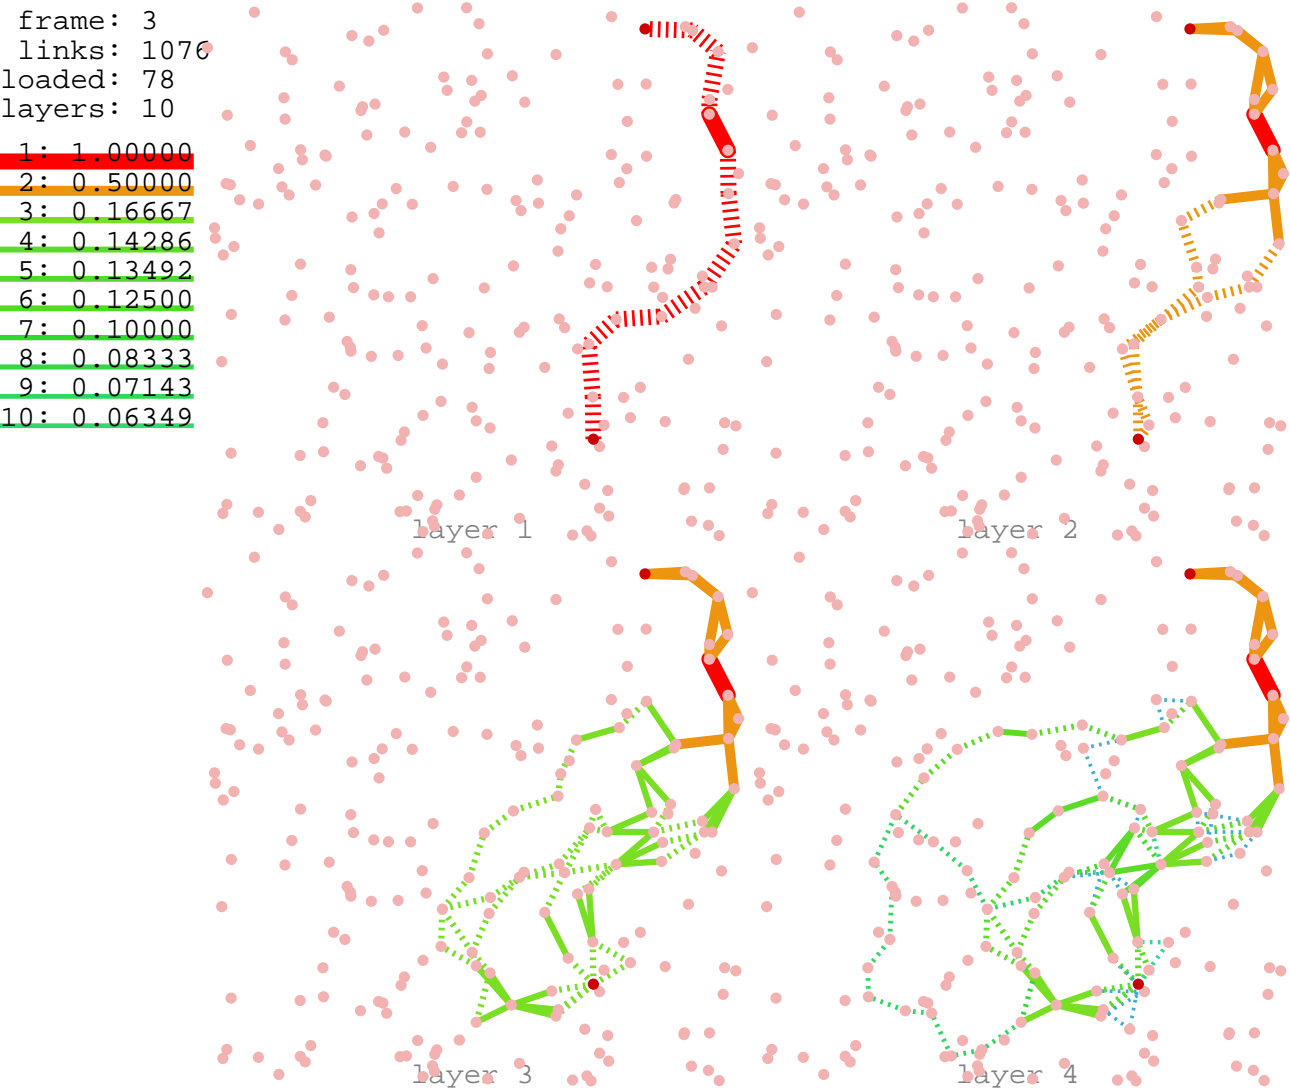 frame: 3
links: 1076
loaded: 78
layers: 10
1: 1.00000
2: 0.50000
3: 0.16667
4: 0.14286
5: 0.13492
6: 0.12500
7: 0.10000
8: 0.08333
9: 0.07143
10: 0.06349
layer 1
layer 2
layer 3
layer 4